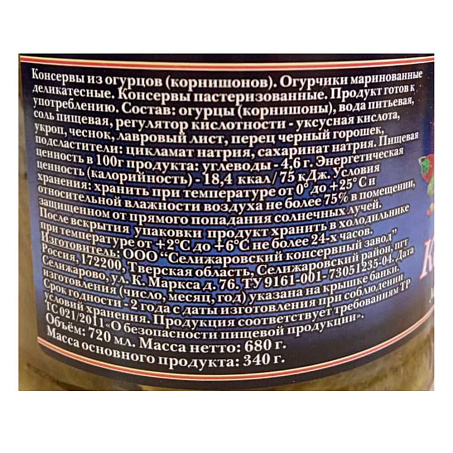 Консервы из огурцов (корнишонов). Огурчики маринованные
деликатесные. Консервы пастеризованные. Продукт готов к
употреблению. Состав: огурцы (корнишоны), вода питьевая,
соль пищевая, регулятор кислотности - уксусная кислота,
укроп, чеснок, лавровый лист, перец черный горошек,
подсластители: цикламат натрия, сахаринат натрия. Пищевая
ценность в 100г продукта: углеводы - 4,6 г. Энергетическая
ценность (калорийность) - 18,4 ккал/75 кДж. Условия
хранения: хранить при температуре от 0° до +25°С и
относительной влажности воздуха не более 75% в помещении,
защищенном от прямого попадания солнечных лучей.
После вскрытия упаковки продукт хранить в холодильнике
при температуре от +2°С до +6°С не более 24-х часов.
Изготовитель: ООО "Селижаровский консервный завод"
Россия, 172200, Тверская область, Селижаровский район, пгт
Селижарово, ул. К. Маркса д. 76. ТУ 9161-001-73051235-04. Дата
изготовления (число, месяц, год) указана на крышке банки.
Срок годности - 2 года с даты изготовления при соблюдении
условий хранения. Продукция соответствует требованиям ТР
ТС 021/2011 «О безопасности пищевой продукции».
Объём: 720 мл. Масса нетто: 680 г.
Масса основного продукта: 340 г.